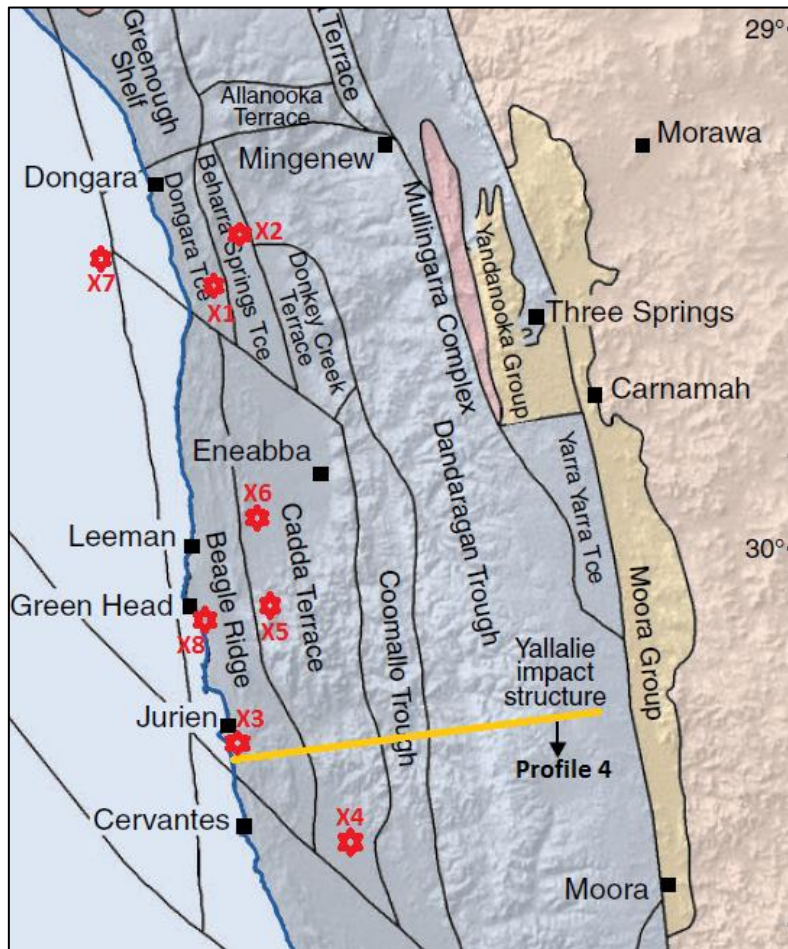 29°
Greenough
Shelf
Terrace
Allanooka
Terrace
Morawa
Mingenew
Dongara
Beharra
Springs Tce
X2
Dongara Tce
X7
X1
Donkey Creek
Terrace
Mullingarra Complex
Yandanooka
Group
Three Springs
Carnamah
Dandaragan Trough
Eneabba
Yarra Yarra Tce
X6
Cadda Terrace
Leeman
30°
Beagle Ridge
Green Head
X5
X8
Coomallo Trough
Moora Group
Yallalie
impact
structure
Jurien
X3
Profile 4
Cervantes
X4
Moora